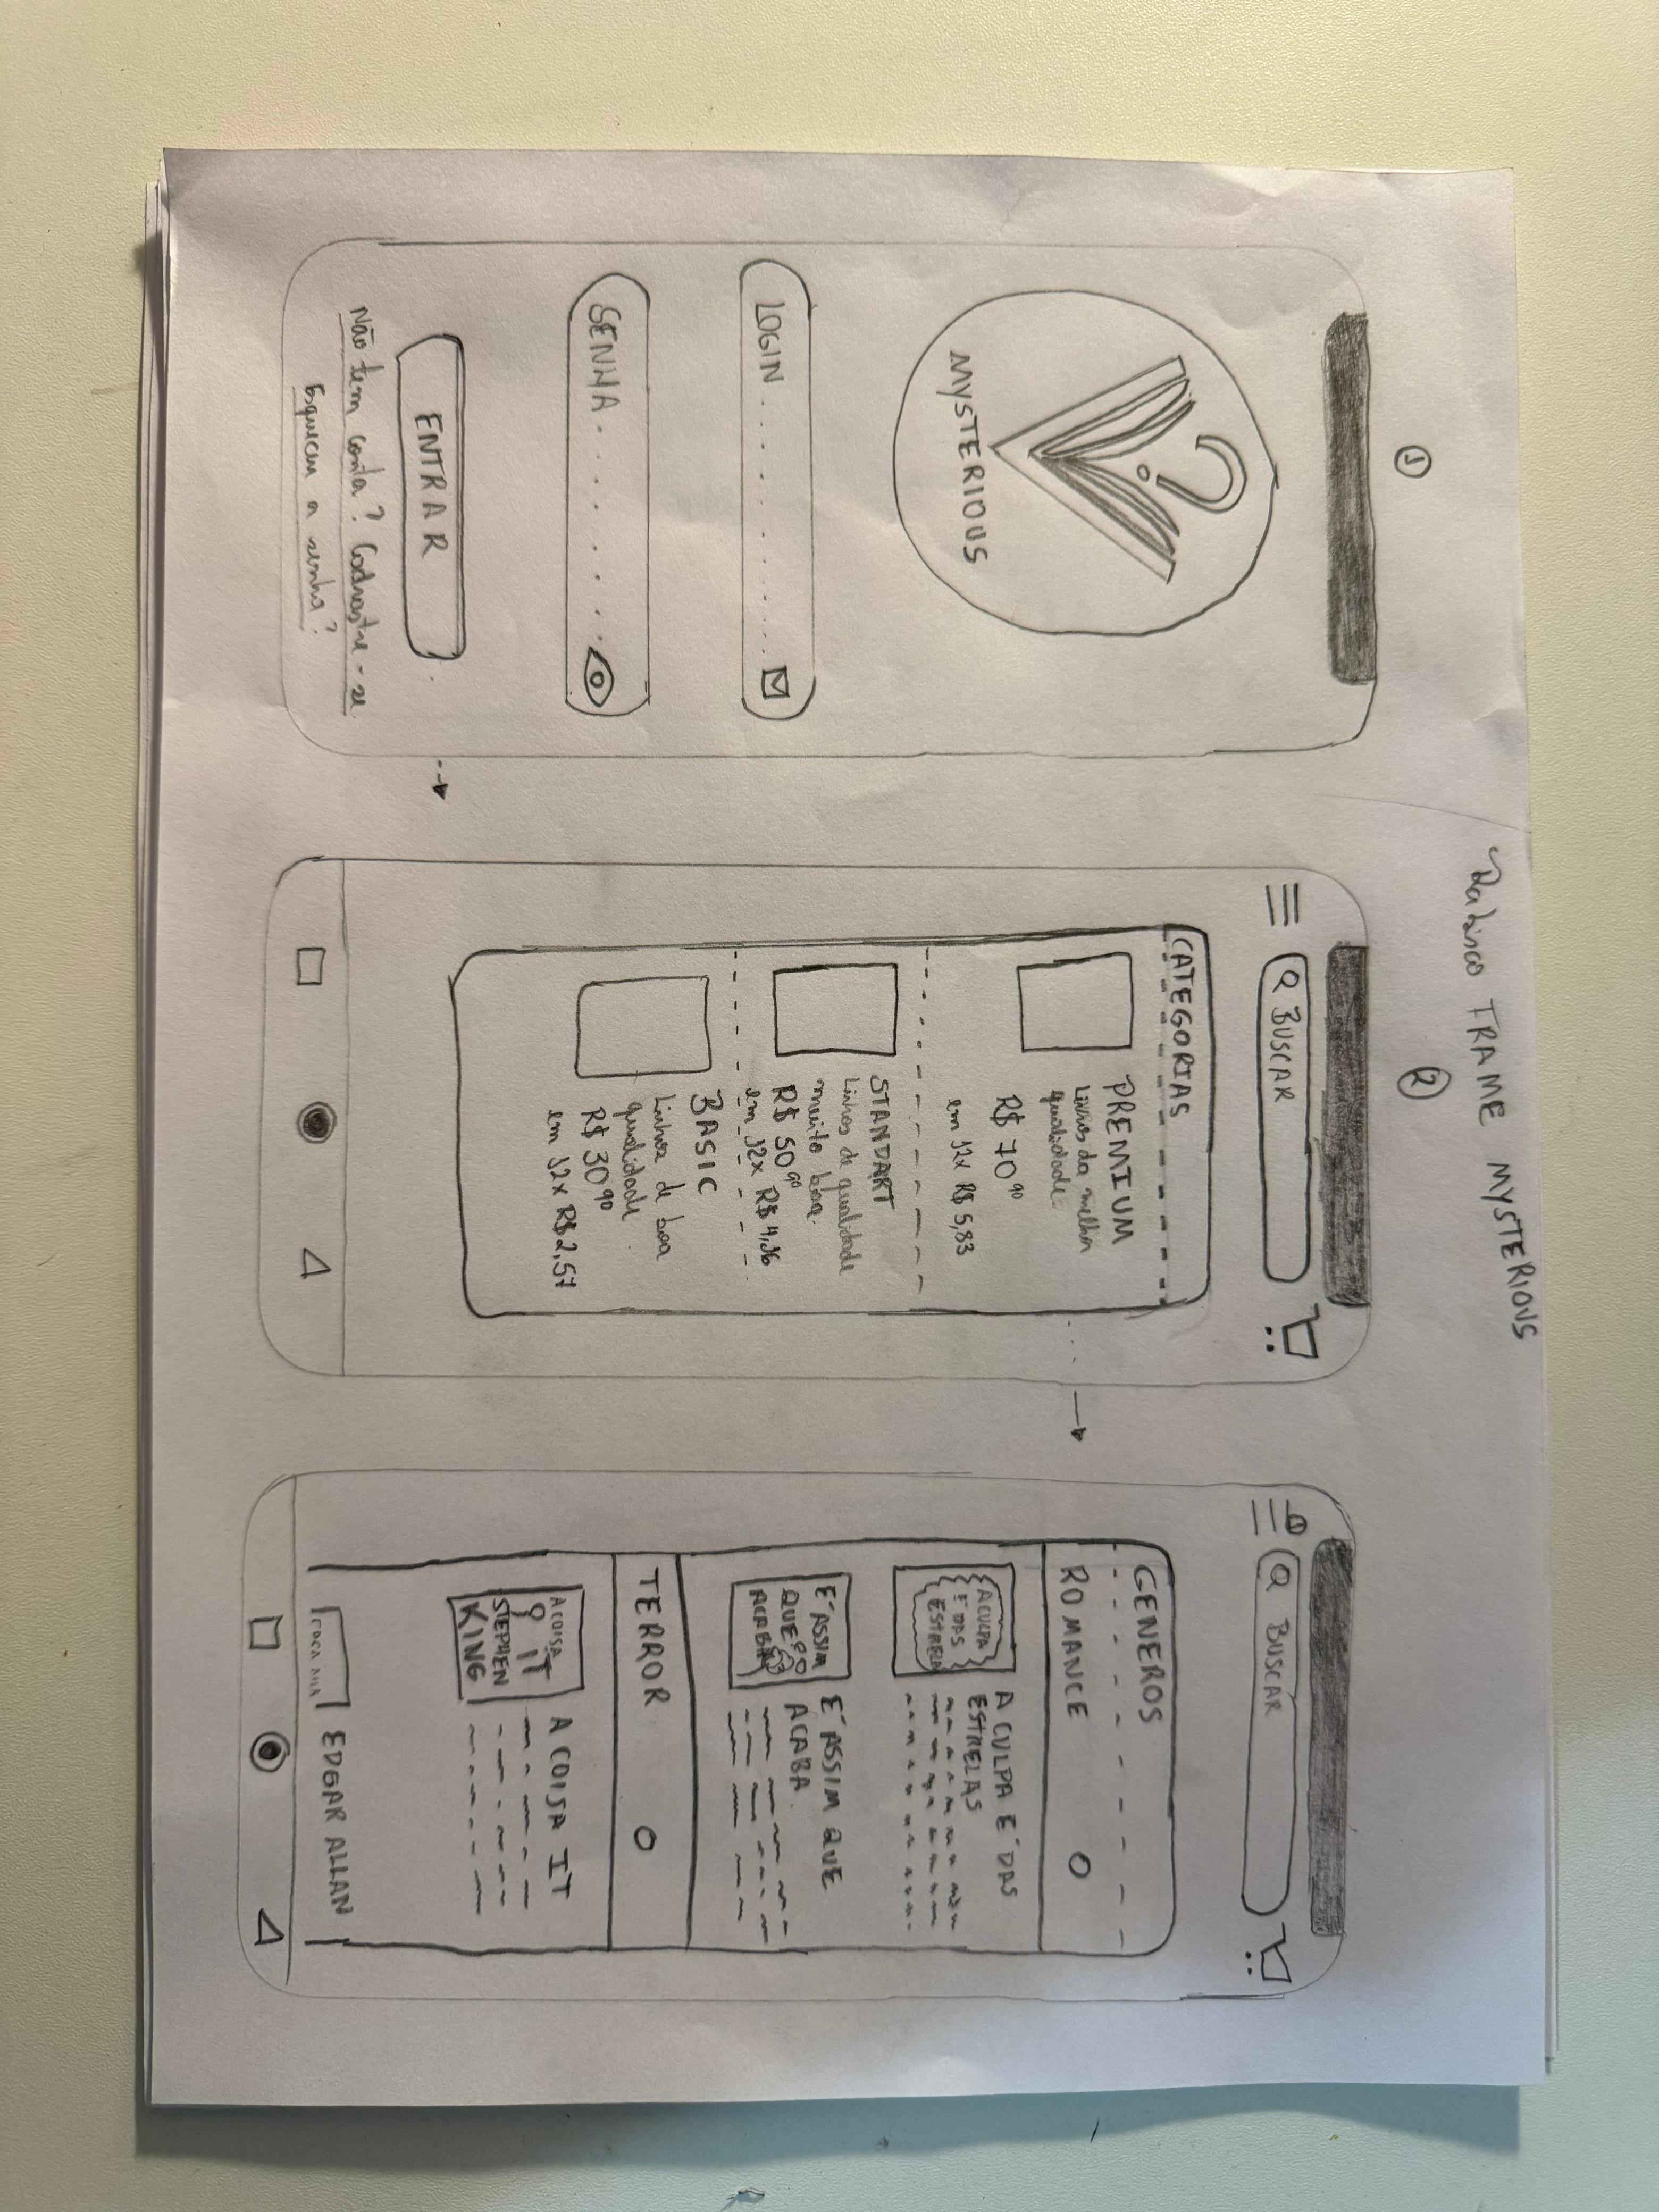 Rabisco FRAME MYSTERIOUS
1
MYSTERIOUS
LOGIN
SENHA
ENTRAR
Não tem conta? Cadrastre-se
Esqueceu a senha?
2
BUSCAR
CATEGORIAS
PREMIUM
Livros da melhor
qualidade.
R$ 70,90
em 12x R$ 5,83
STANDART
Livros de qualidade
muito boa.
R$ 50,90
em 12x R$ 4,16
BASIC
Livros de boa
qualidade.
R$ 30,90
em 12x R$2,57
BUSCAR
GENEROS
ROMANCE
A CULPA
É DAS
ESTRELA
A CULPA É DAS
ESTRELAS
É ASSIM
QUE
ACABA
É ASSIM QUE
ACABA
TERROR
A COISA
IT
STEPHEN
KING
A COISA IT
EDGAR ALLAN